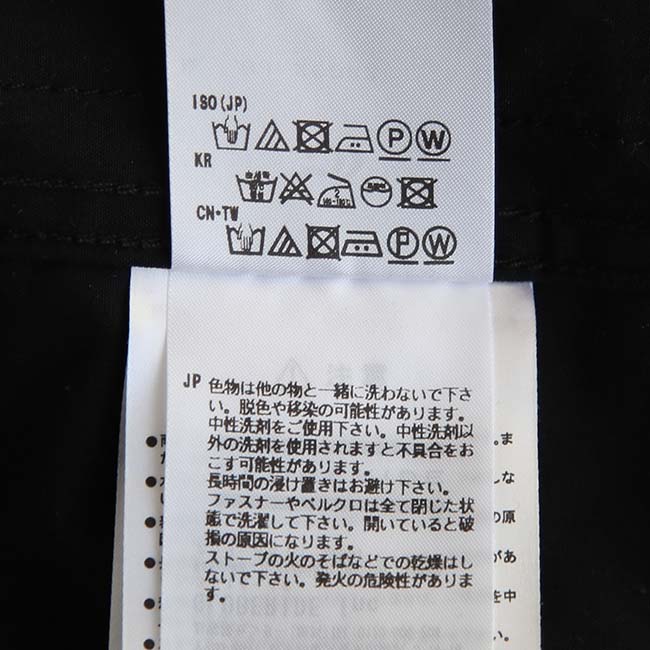 ISO(JP)
P W
KR
CN・TW
P W
JP 色物は他の物と一緒に洗わないで下さ
い。脱色や移染の可能性があります。
中性洗剤をご使用下さい。中性洗剤以
外の洗剤を使用されますと不具合をお
こす可能性があります。
長時間の浸け置きはお避け下さい。
ファスナーやベルクロは全て閉じた状
態で洗濯して下さい。開いていると破
損の原因になります。
ストーブの火のそばなどでの乾燥はし
ないで下さい。発火の危険性がありま
す。